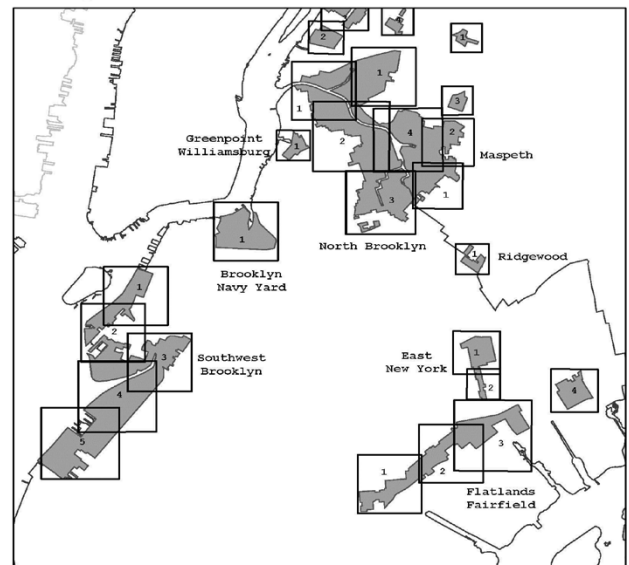 4
2
1
1
3
1
4
2
Greenpoint
Williamsburg
1
2
Maspeth
1
3
North Brooklyn
1
Brooklyn
Navy Yard
1
Ridgewood
1
2
3
Southwest
Brooklyn
East
New York
1
2
4
4
5
3
2
1
Flatlands
Fairfield